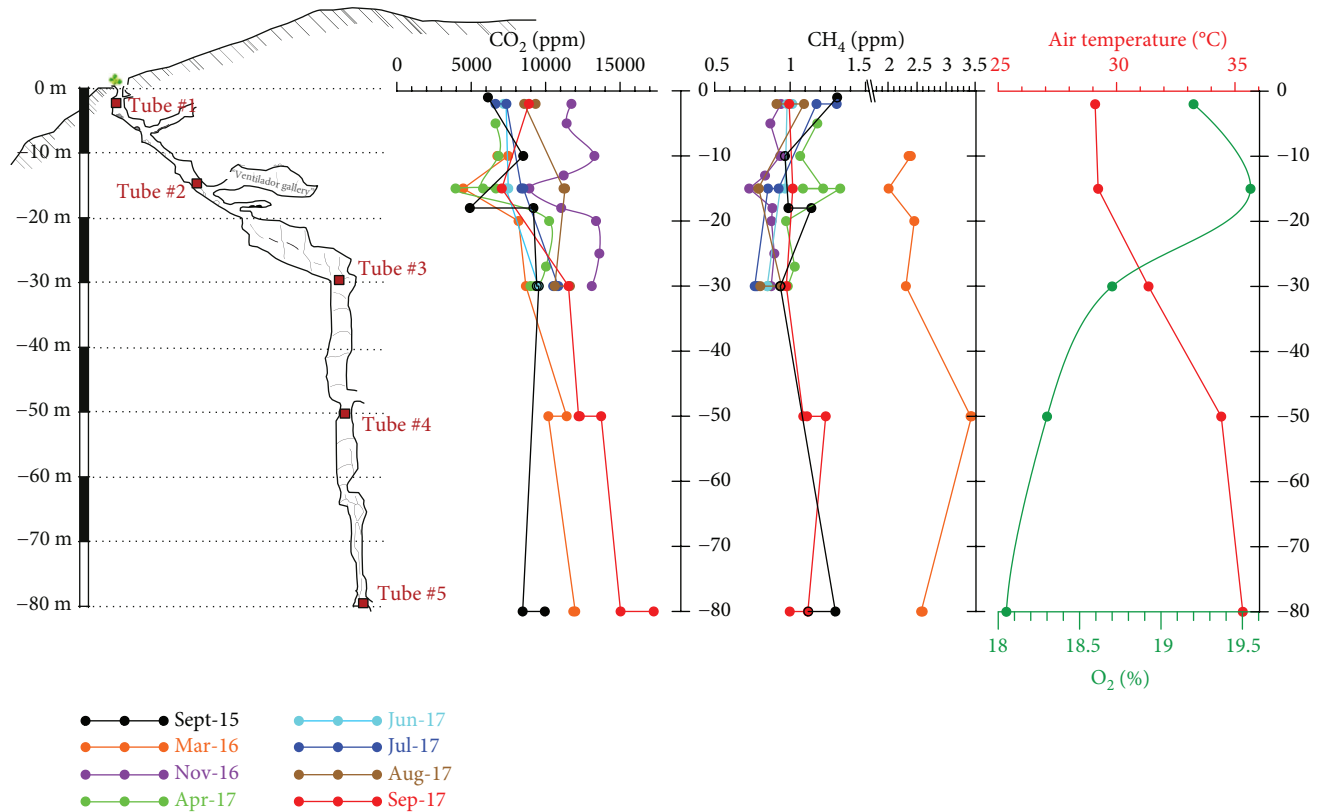 CO2 (ppm)
CH4 (ppm)
Air temperature (°C)
0 5000 10000 15000
0.5 1 1.5 2 2.5 3 3.5
25 30 35
0 m
−10 m
−20 m
−30 m
−40 m
−50 m
−60 m
−70 m
−80 m
Tube #1
Tube #2
"Ventilador gallery"
Tube #3
Tube #4
Tube #5
0
−10
−20
−30
−40
−50
−60
−70
−80
0
−10
−20
−30
−40
−50
−60
−70
−80
18 18.5 19 19.5
O2 (%)
Sept-15
Mar-16
Nov-16
Apr-17
Jun-17
Jul-17
Aug-17
Sep-17